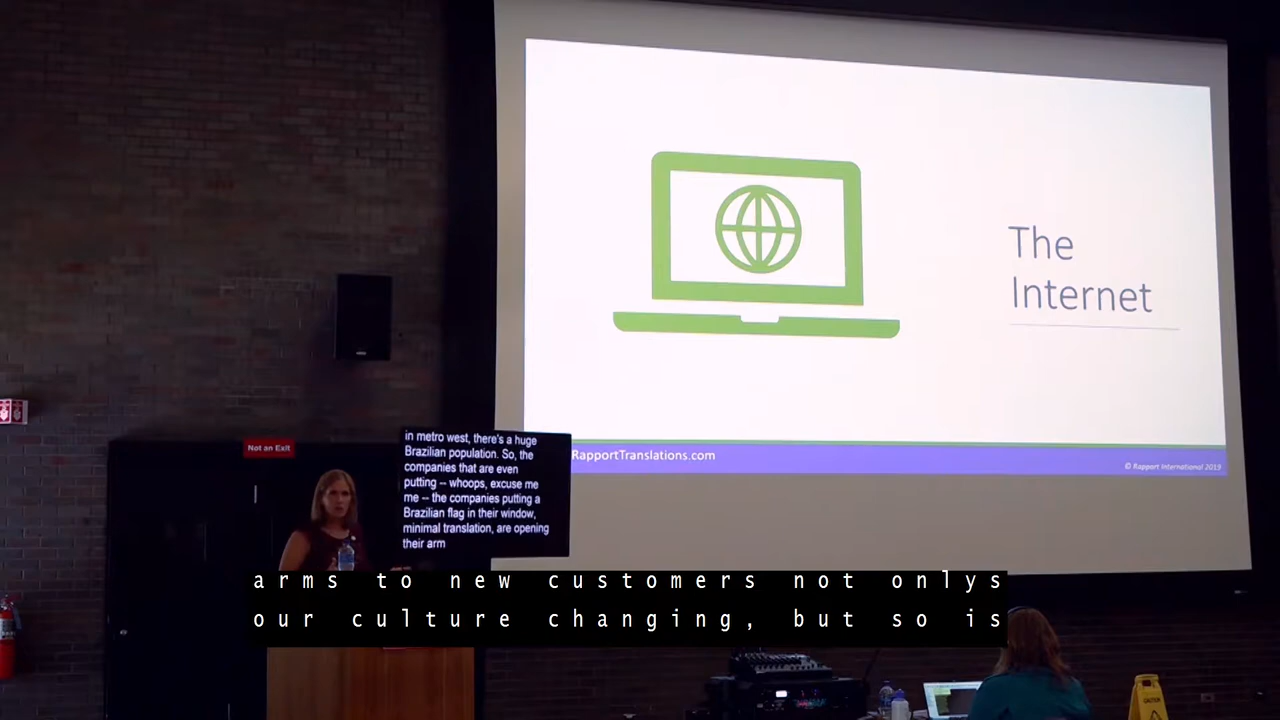 The
Internet
RapportTranslations.com
© Rapport International 2019
Not an Exit
in metro west, there's a huge
Brazilian population. So, the
companies that are even
putting -- whoops, excuse me
me -- the companies putting a
Brazilian flag in their window,
minimal translation, are opening
their arm
arms to new customers not onlys
our culture changing, but so is
CAUTION